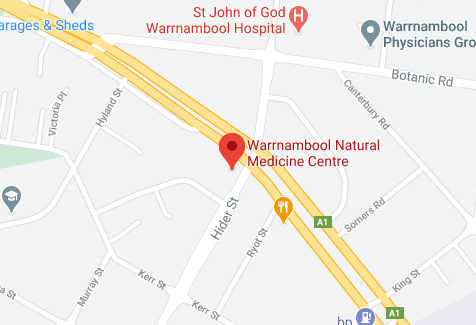 St John of God
Warrnambool Hospital
Warrnambool
Physicians Gro
arages & Sheds
Botanic Rd
Victoria Pl
Hyland St
Canterbury Rd
Warrnambool Natural
Medicine Centre
Hider St
Ryot St
A1
Somers Rd
Murray St
Kerr St
Kerr St
King St
a St
bp
A1